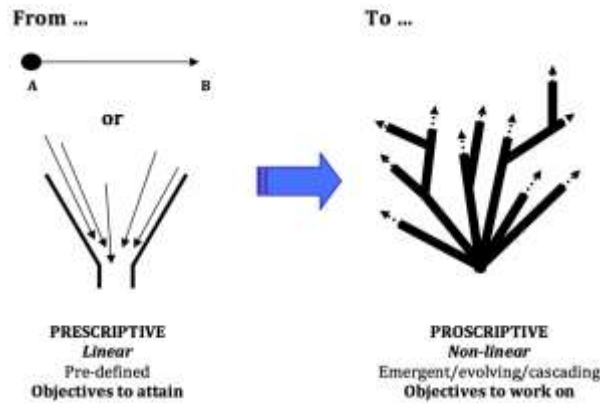 From ...
To ...
A
B
or
PRESCRIPTIVE
Linear
Pre-defined
Objectives to attain
PROSCRIPTIVE
Non-linear
Emergent/evolving/cascading
Objectives to work on